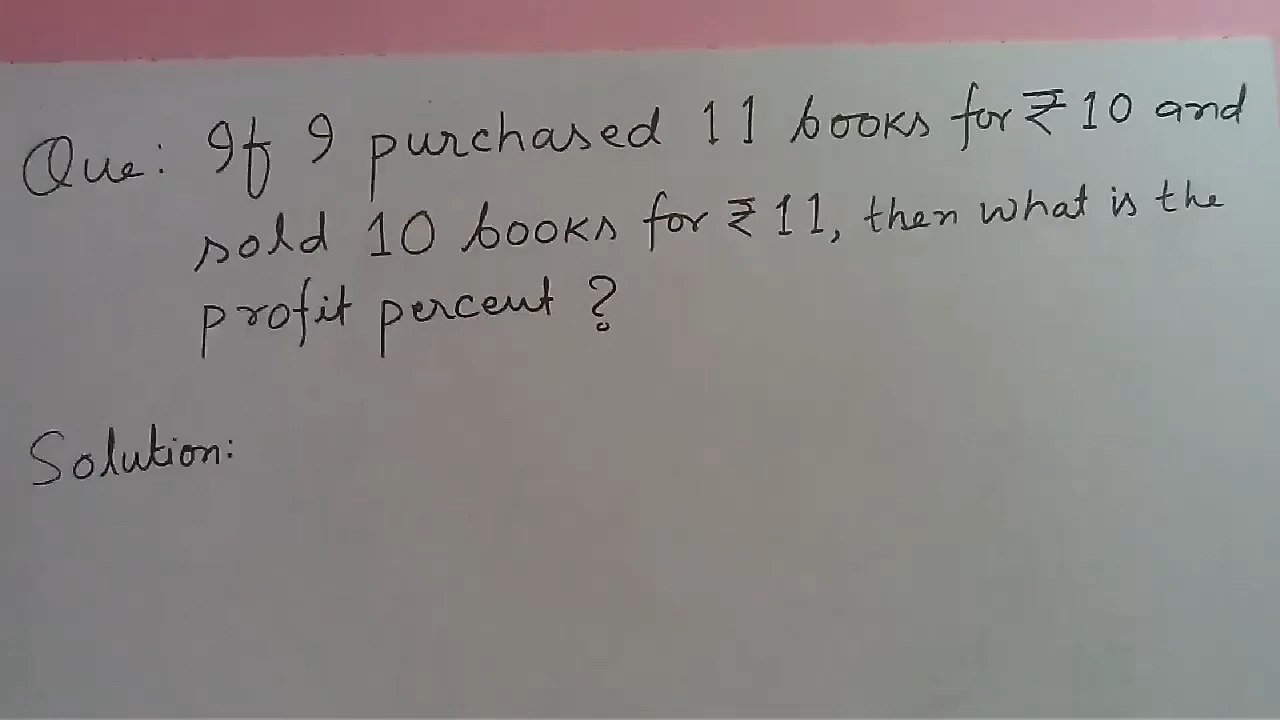 Que: If I purchased 11 books for ₹10 and
sold 10 books for ₹11, then what is the
profit percent ?
Solution: